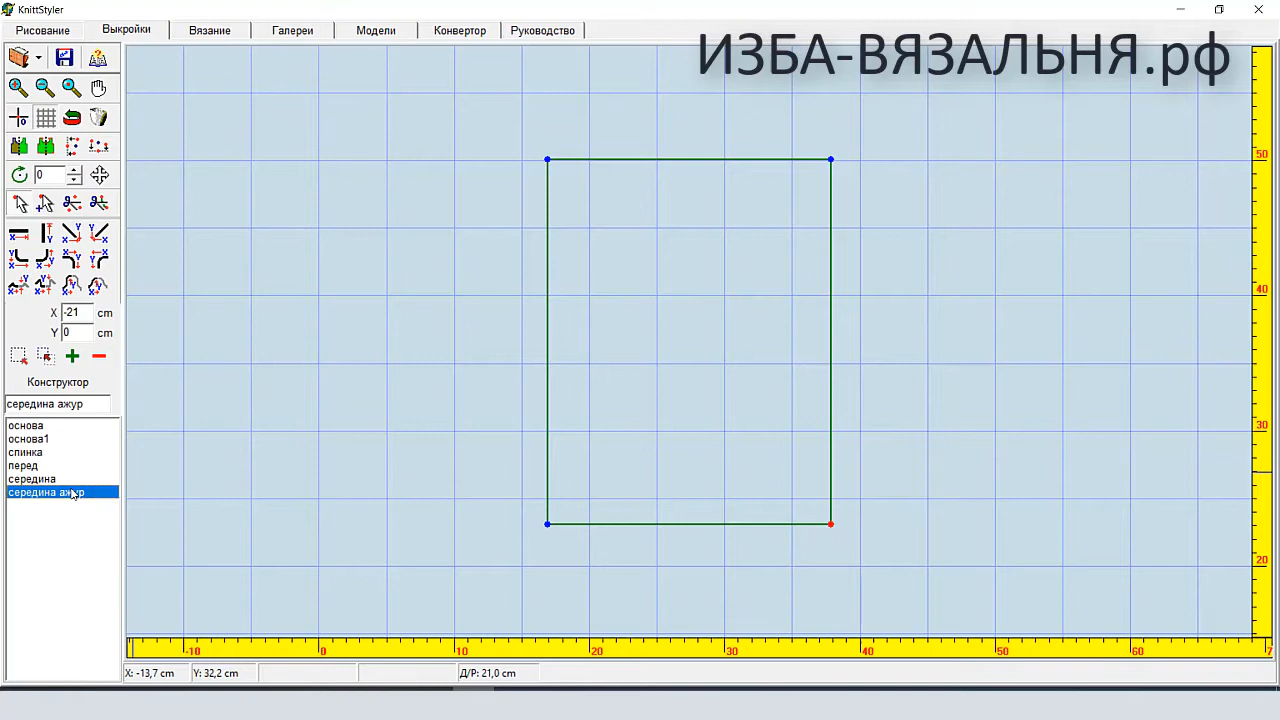 KnittStyler
Рисование
Выкройки
Вязание
Галереи
Модели
Конвертор
Руководство
ИЗБА-ВЯЗАЛЬНЯ.рф
0
X -21 cm
Y 0 cm
Конструктор
середина ажур
основа
основа1
спинка
перед
середина
середина ажур
50
40
30
20
-10 0 10 20 30 40 50 60 7
X: -13,7 cm
Y: 32,2 cm
Д/Р: 21,0 cm